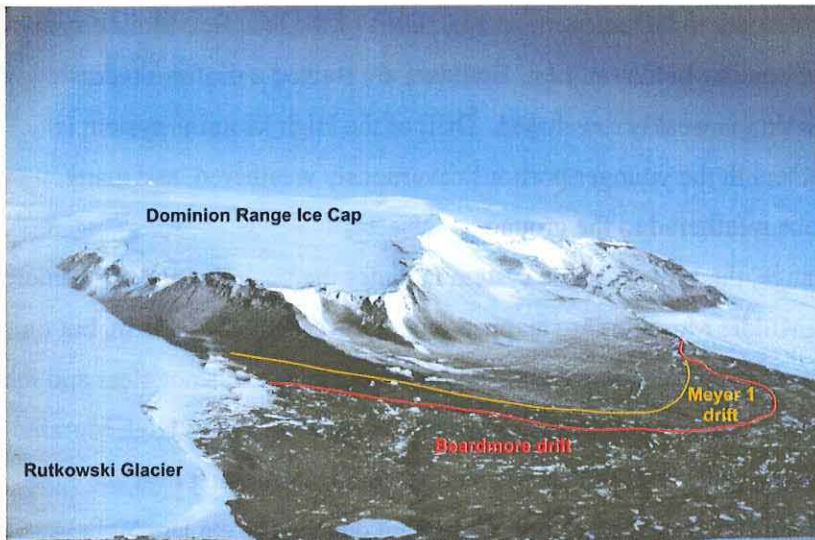 Dominion Range Ice Cap
Meyer 1
drift
Beardmore drift
Rutkowski Glacier